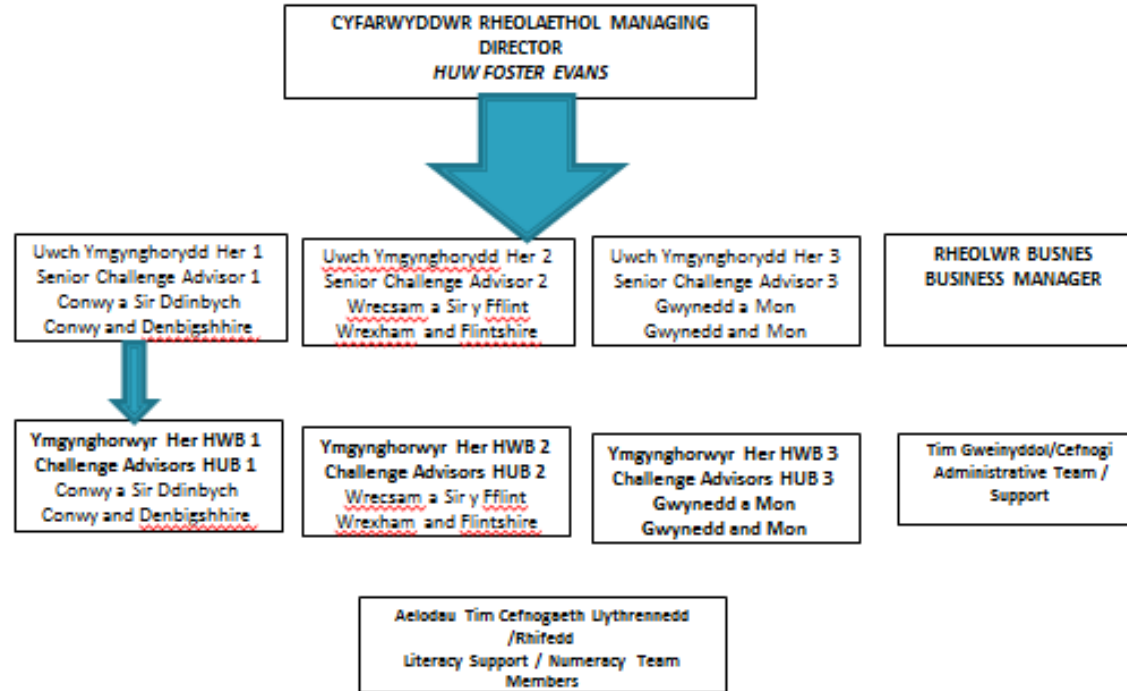 CYFARWYDDWR RHEOLAETHOL MANAGING
DIRECTOR
HUW FOSTER EVANS
Uwch Ymgynghorydd Her 1
Senior Challenge Advisor 1
Conwy a Sir Ddinbych
Conwy and Denbigshhire
Uwch Ymgynghorydd Her 2
Senior Challenge Advisor 2
Wrecsam a Sir y Fflint
Wrexham and Flintshire
Uwch Ymgynghorydd Her 3
Senior Challenge Advisor 3
Gwynedd a Mon
Gwynedd and Mon
RHEOLWR BUSNES
BUSINESS MANAGER
Ymgynghorwyr Her HWB 1
Challenge Advisors HUB 1
Conwy a Sir Ddinbych
Conwy and Denbigshhire
Ymgynghorwyr Her HWB 2
Challenge Advisors HUB 2
Wrecsam a Sir y Fflint
Wrexham and Flintshire
Ymgynghorwyr Her HWB 3
Challenge Advisors HUB 3
Gwynedd a Mon
Gwynedd and Mon
Tim Gweinyddol/Cefnogi
Administrative Team /
Support
Aelodau Tim Cefnogaeth Llythrennedd
/Rhifedd
Literacy Support / Numeracy Team
Members